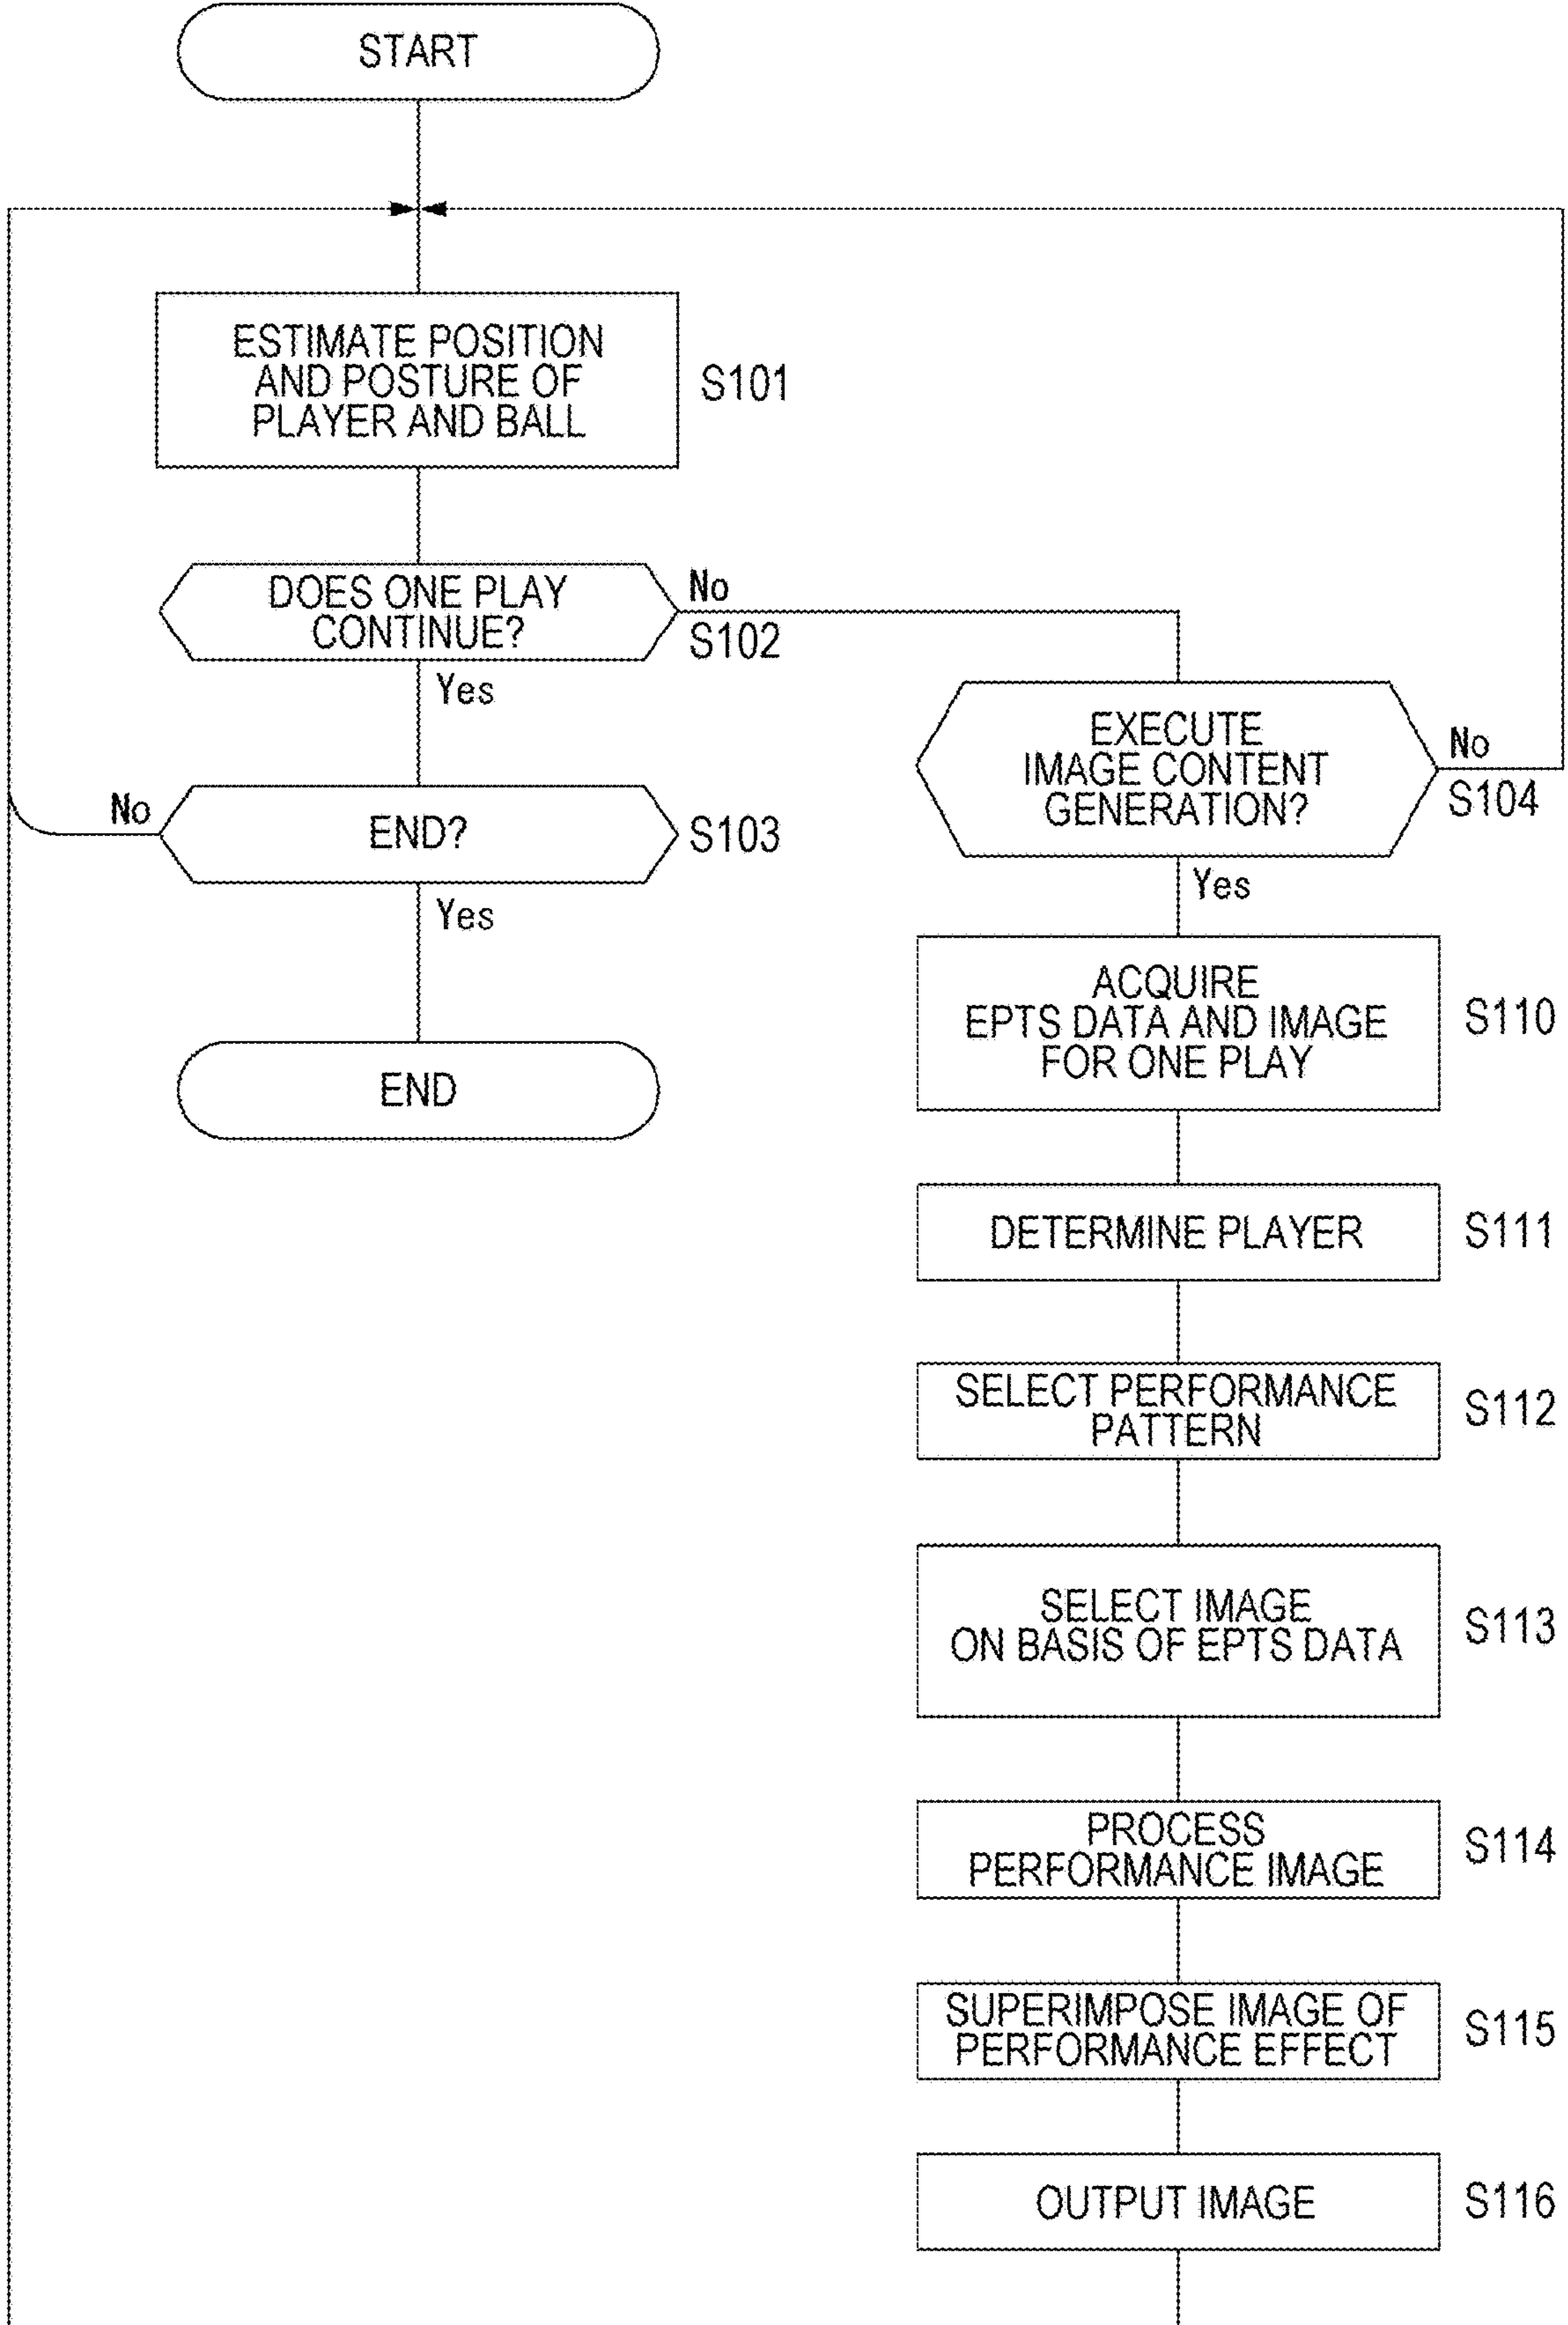 START
ESTIMATE POSITION
AND POSTURE OF
PLAYER AND BALL
S101
DOES ONE PLAY
CONTINUE?
No
S102
Yes
END?
No
S103
Yes
END
EXECUTE
IMAGE CONTENT
GENERATION?
No
S104
Yes
ACQUIRE
EPTS DATA AND IMAGE
FOR ONE PLAY
S110
DETERMINE PLAYER
S111
SELECT PERFORMANCE
PATTERN
S112
SELECT IMAGE
ON BASIS OF EPTS DATA
S113
PROCESS
PERFORMANCE IMAGE
S114
SUPERIMPOSE IMAGE OF
PERFORMANCE EFFECT
S115
OUTPUT IMAGE
S116